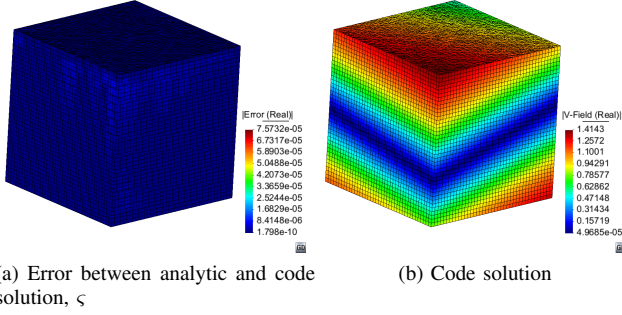 |Error (Real)|
7.5732e-05
6.7317e-05
5.8903e-05
5.0488e-05
4.2073e-05
3.3659e-05
2.5244e-05
1.6829e-05
8.4148e-06
1.798e-10
|V-Field (Real)|
1.4143
1.2572
1.1001
0.94291
0.78577
0.62862
0.47148
0.31434
0.15719
4.9685e-05
(a) Error between analytic and code
solution, ς
(b) Code solution